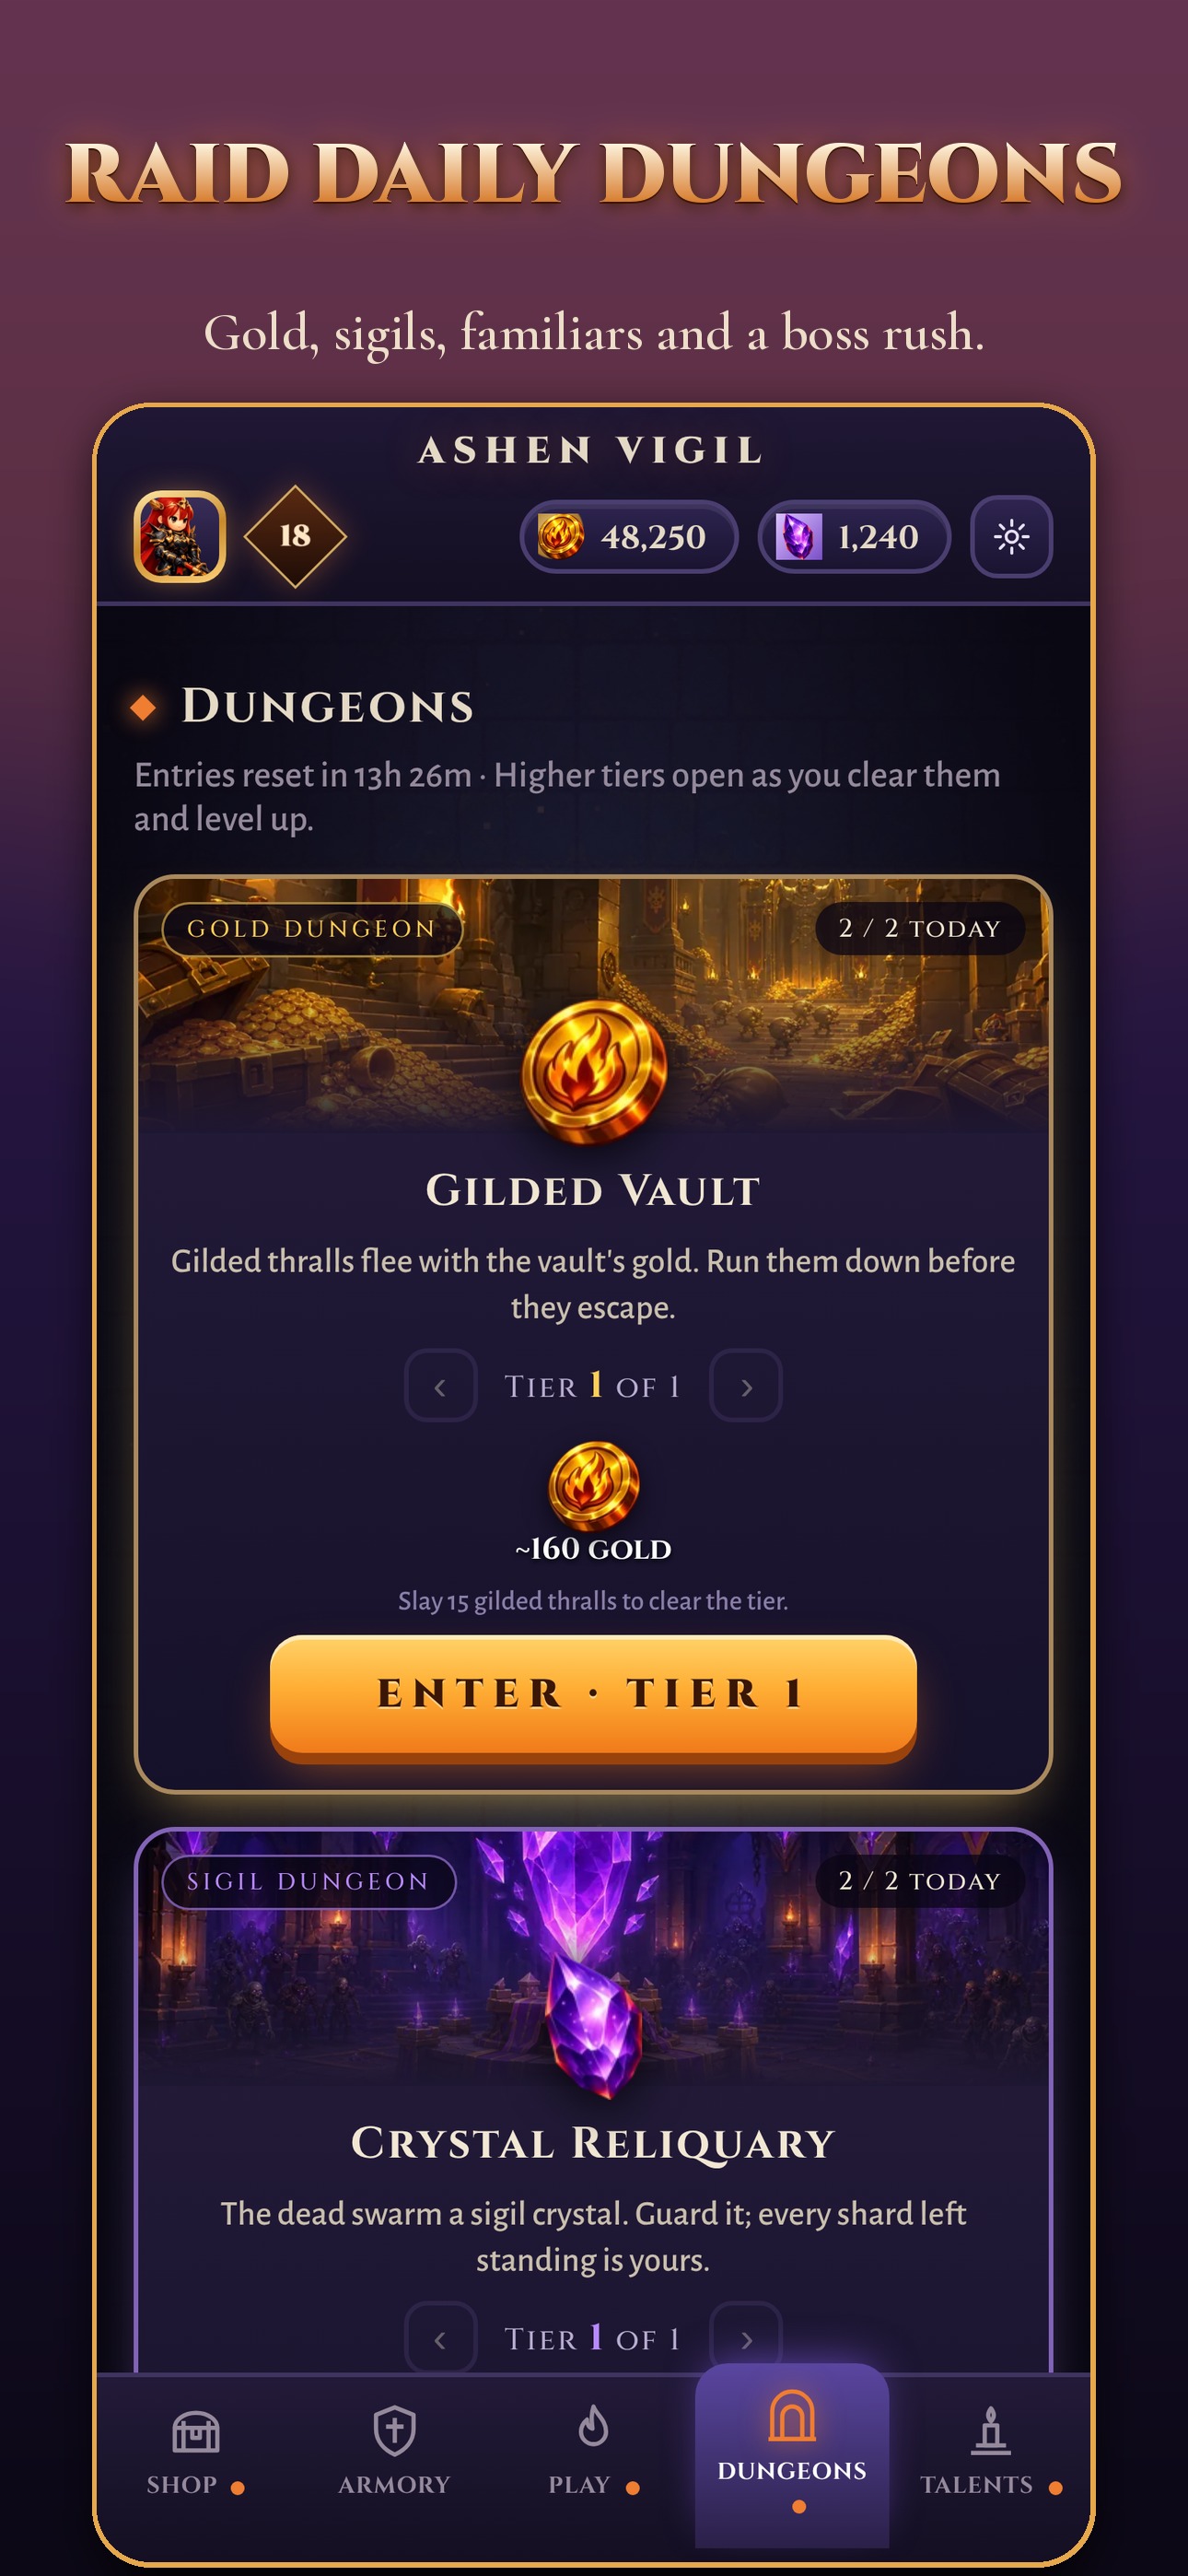 RAID DAILY DUNGEONS
Gold, sigils, familiars and a boss rush.
ASHEN VIGIL
18
48,250
1,240
DUNGEONS
Entries reset in 13h 26m · Higher tiers open as you clear them
and level up.
GOLD DUNGEON
2 / 2 TODAY
GILDED VAULT
Gilded thralls flee with the vault's gold. Run them down before
they escape.
‹ TIER 1 OF 1 ›
~160 GOLD
Slay 15 gilded thralls to clear the tier.
ENTER · TIER 1
SIGIL DUNGEON
2 / 2 TODAY
CRYSTAL RELIQUARY
The dead swarm a sigil crystal. Guard it; every shard left
standing is yours.
‹ TIER 1 OF 1 ›
SHOP
ARMORY
PLAY
DUNGEONS
TALENTS